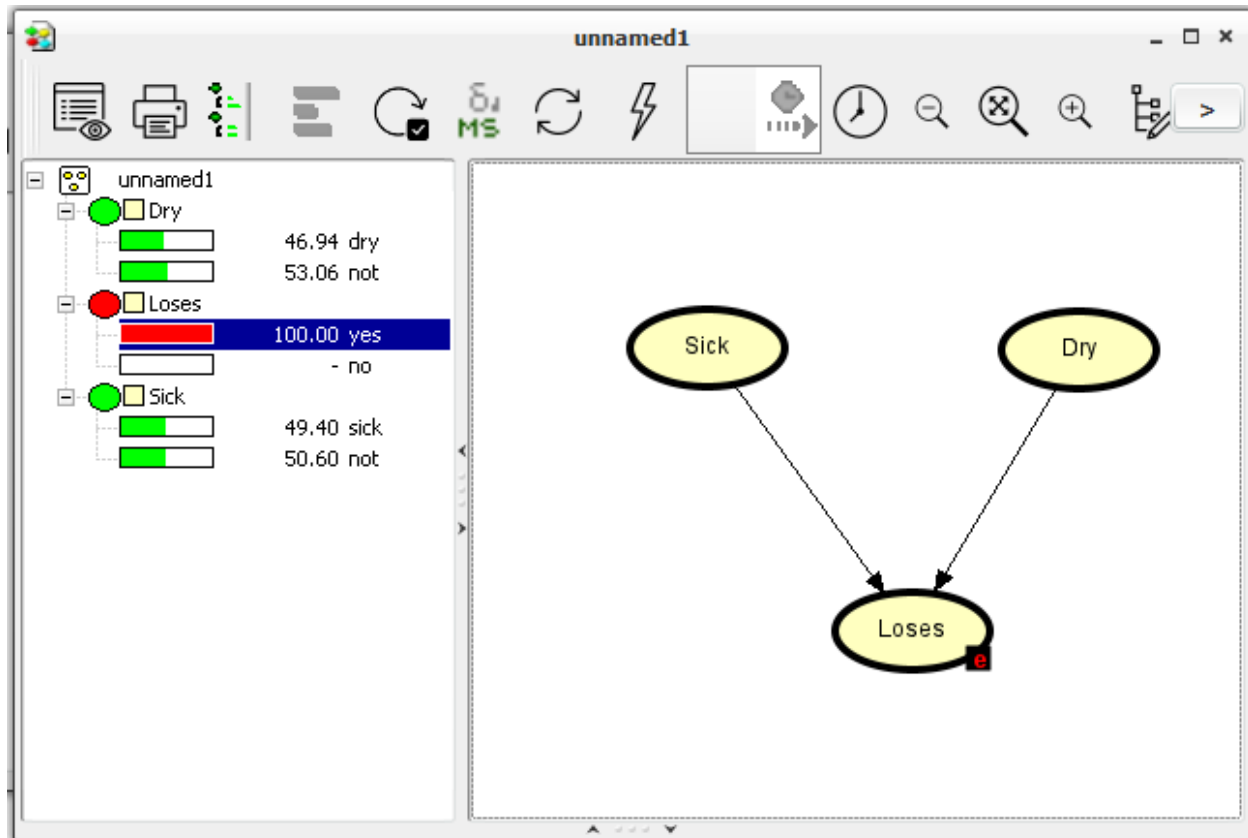 unnamed1
δ
MS
>
unnamed1
Dry
46.94 dry
53.06 not
Loses
100.00 yes
- no
Sick
49.40 sick
50.60 not
Sick
Dry
Loses
e